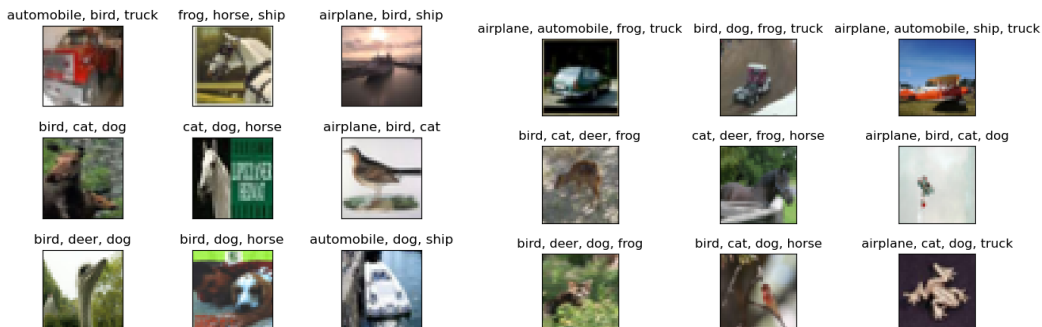 automobile, bird, truck
frog, horse, ship
airplane, bird, ship
airplane, automobile, frog, truck
bird, dog, frog, truck
airplane, automobile, ship, truck
bird, cat, dog
cat, dog, horse
airplane, bird, cat
bird, cat, deer, frog
cat, deer, frog, horse
airplane, bird, cat, dog
bird, deer, dog
bird, dog, horse
automobile, dog, ship
bird, deer, dog, frog
bird, cat, dog, horse
airplane, cat, dog, truck